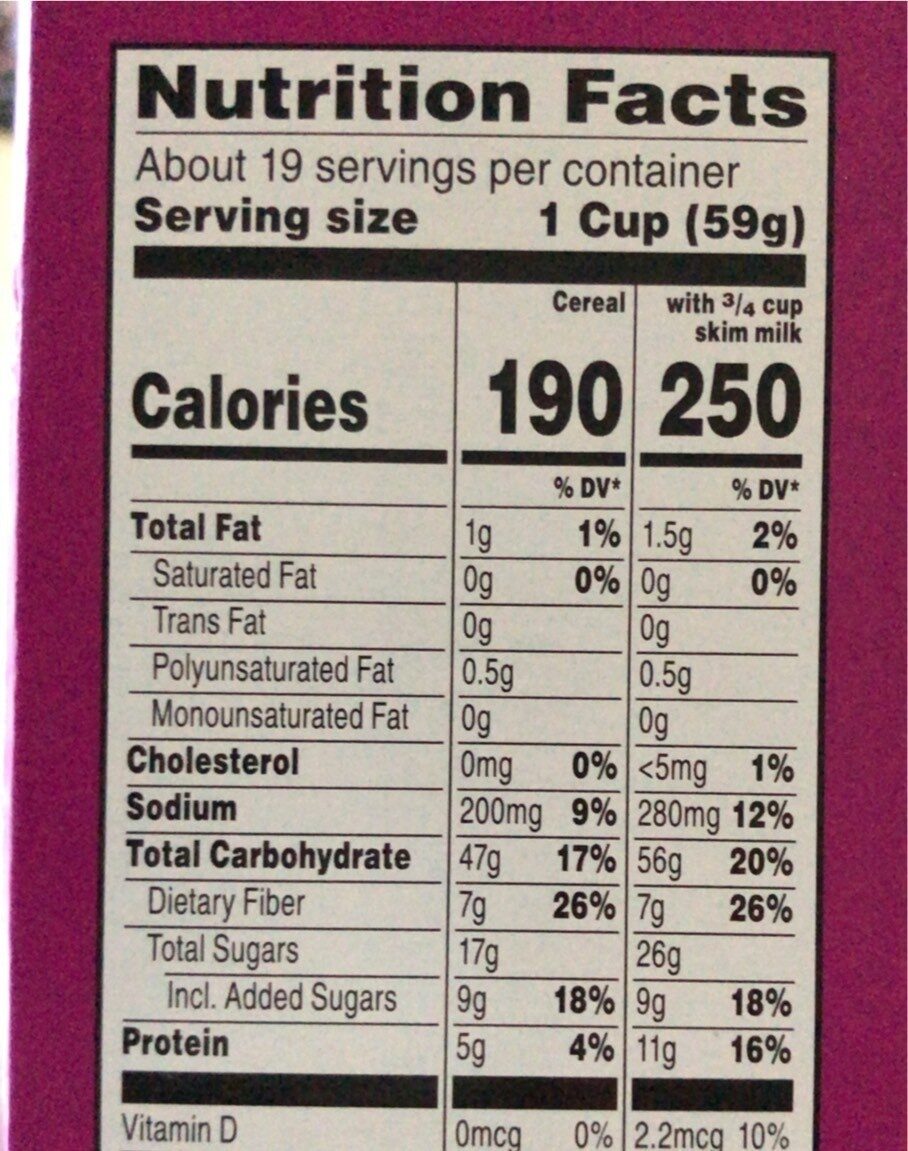 Nutrition Facts
About 19 servings per container
Serving size 1 Cup (59g)
Cereal with 3/4 cup skim milk
Calories 190 250
% DV* % DV*
Total Fat 1g 1% 1.5g 2%
Saturated Fat 0g 0% 0g 0%
Trans Fat 0g 0g
Polyunsaturated Fat 0.5g 0.5g
Monounsaturated Fat 0g 0g
Cholesterol 0mg 0% <5mg 1%
Sodium 200mg 9% 280mg 12%
Total Carbohydrate 47g 17% 56g 20%
Dietary Fiber 7g 26% 7g 26%
Total Sugars 17g 26g
Incl. Added Sugars 9g 18% 9g 18%
Protein 5g 4% 11g 16%
Vitamin D 0mcg 0% 2.2mcg 10%